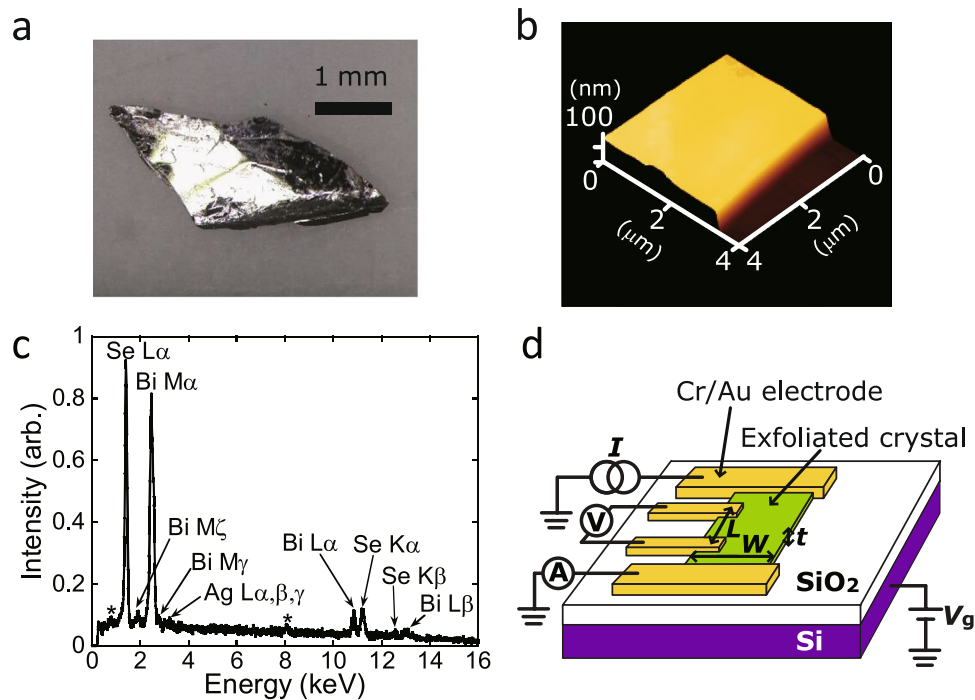 a
1 mm
b
(nm)
100
0
2
(μm)
4
4
2
(μm)
0
c
Intensity (arb.)
1
0.8
0.6
0.4
0.2
0
Se Lα
Bi Mα
Bi Mζ
Bi Mγ
Ag Lα,β,γ
*
*
Bi Lα
Se Kα
Se Kβ
Bi Lβ
0 2 4 6 8 10 12 14 16
Energy (keV)
d
Cr/Au electrode
Exfoliated crystal
I
V
A
L
W
t
SiO₂
Si
Vg